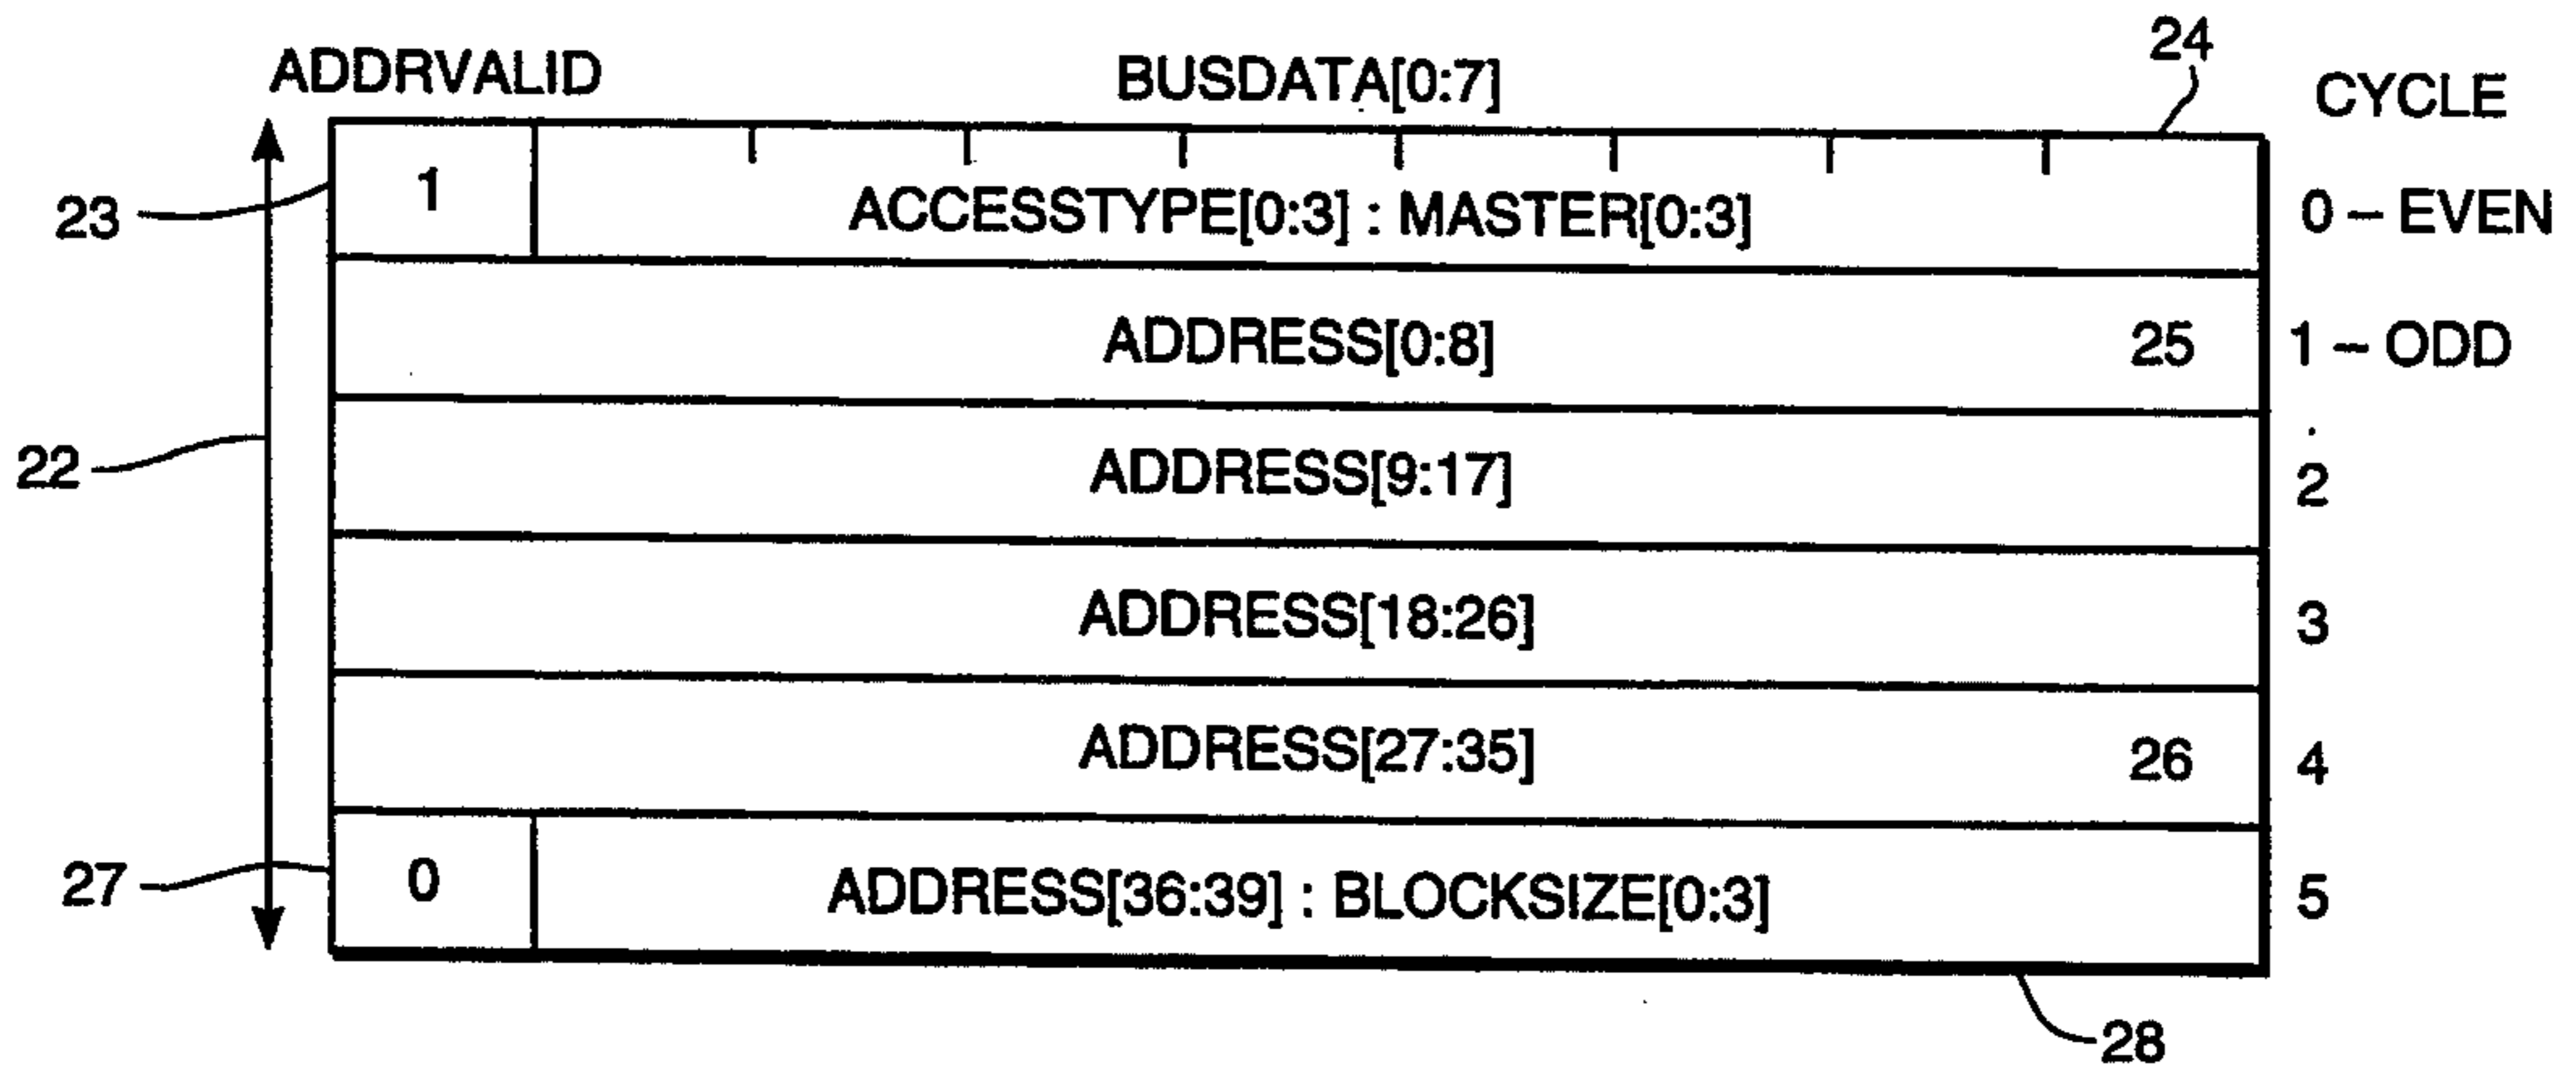 24
ADDRVALID BUSDATA[0:7] CYCLE
23 1 ACCESSTYPE[0:3] : MASTER[0:3] 0 – EVEN
ADDRESS[0:8] 25 1 – ODD
22 ADDRESS[9:17] 2
ADDRESS[18:26] 3
ADDRESS[27:35] 26 4
27 0 ADDRESS[36:39] : BLOCKSIZE[0:3] 5
28